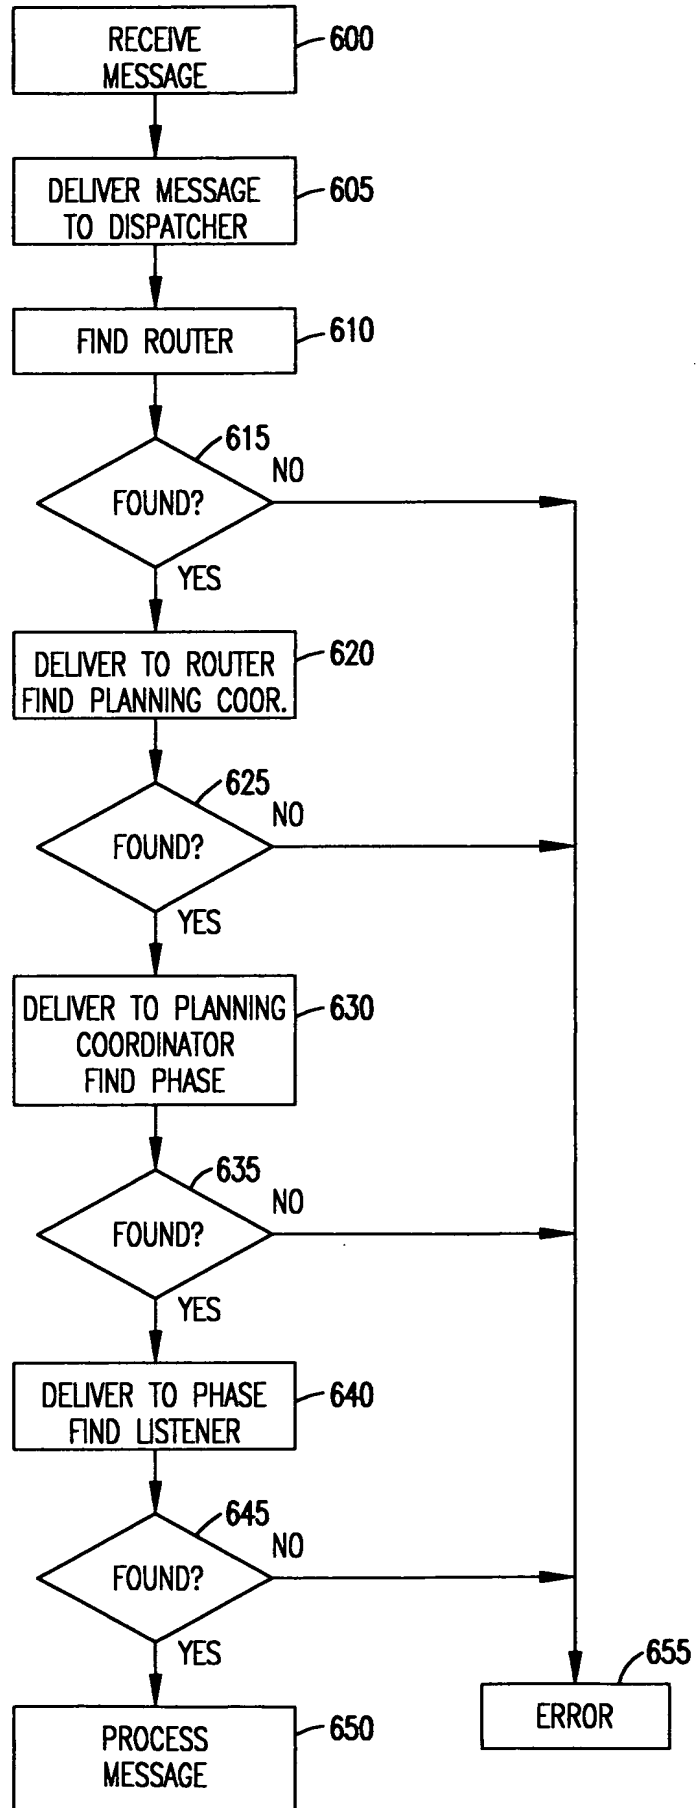 RECEIVE
MESSAGE
600
DELIVER MESSAGE
TO DISPATCHER
605
FIND ROUTER
610
615
NO
FOUND?
YES
DELIVER TO ROUTER
FIND PLANNING COOR.
620
625
NO
FOUND?
YES
DELIVER TO PLANNING
COORDINATOR
FIND PHASE
630
635
NO
FOUND?
YES
DELIVER TO PHASE
FIND LISTENER
640
645
NO
FOUND?
YES
655
ERROR
PROCESS
MESSAGE
650